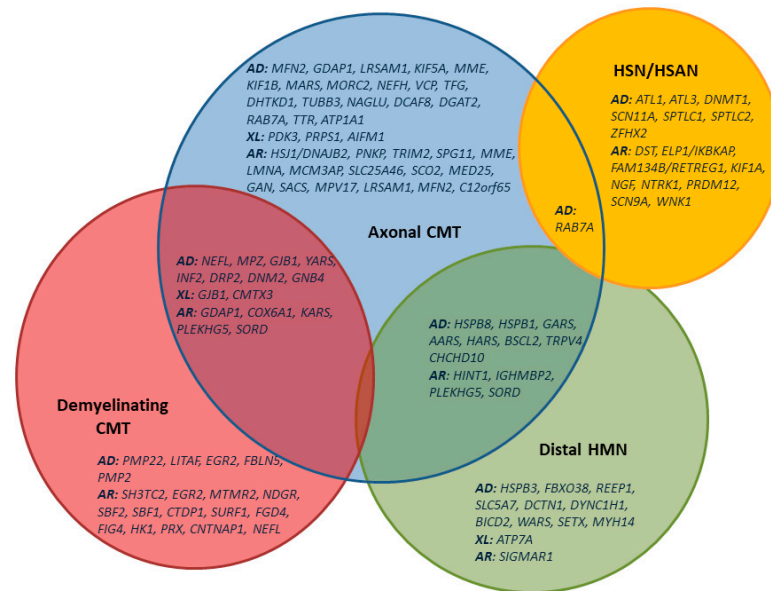 AD: MFN2, GDAP1, LRSAM1, KIF5A, MME,
KIF1B, MARS, MORC2, NEFH, VCP, TFG,
DHTKD1, TUBB3, NAGLU, DCAF8, DGAT2,
RAB7A, TTR, ATP1A1
XL: PDK3, PRPS1, AIFM1
AR: HSJ1/DNAJB2, PNKP, TRIM2, SPG11, MME,
LMNA, MCM3AP, SLC25A46, SCO2, MED25,
GAN, SACS, MPV17, LRSAM1, MFN2, C12orf65
Axonal CMT
HSN/HSAN
AD: ATL1, ATL3, DNMT1,
SCN11A, SPTLC1, SPTLC2,
ZFHX2
AR: DST, ELP1/IKBKAP,
FAM134B/RETREG1, KIF1A,
NGF, NTRK1, PRDM12,
SCN9A, WNK1
AD:
RAB7A
AD: NEFL, MPZ, GJB1, YARS,
INF2, DRP2, DNM2, GNB4
XL: GJB1, CMTX3
AR: GDAP1, COX6A1, KARS,
PLEKHG5, SORD
AD: HSPB8, HSPB1, GARS,
AARS, HARS, BSCL2, TRPV4
CHCHD10
AR: HINT1, IGHMBP2,
PLEKHG5, SORD
Demyelinating
CMT
AD: PMP22, LITAF, EGR2, FBLN5,
PMP2
AR: SH3TC2, EGR2, MTMR2, NDGR,
SBF2, SBF1, CTDP1, SURF1, FGD4,
FIG4, HK1, PRX, CNTNAP1, NEFL
Distal HMN
AD: HSPB3, FBXO38, REEP1,
SLC5A7, DCTN1, DYNC1H1,
BICD2, WARS, SETX, MYH14
XL: ATP7A
AR: SIGMAR1